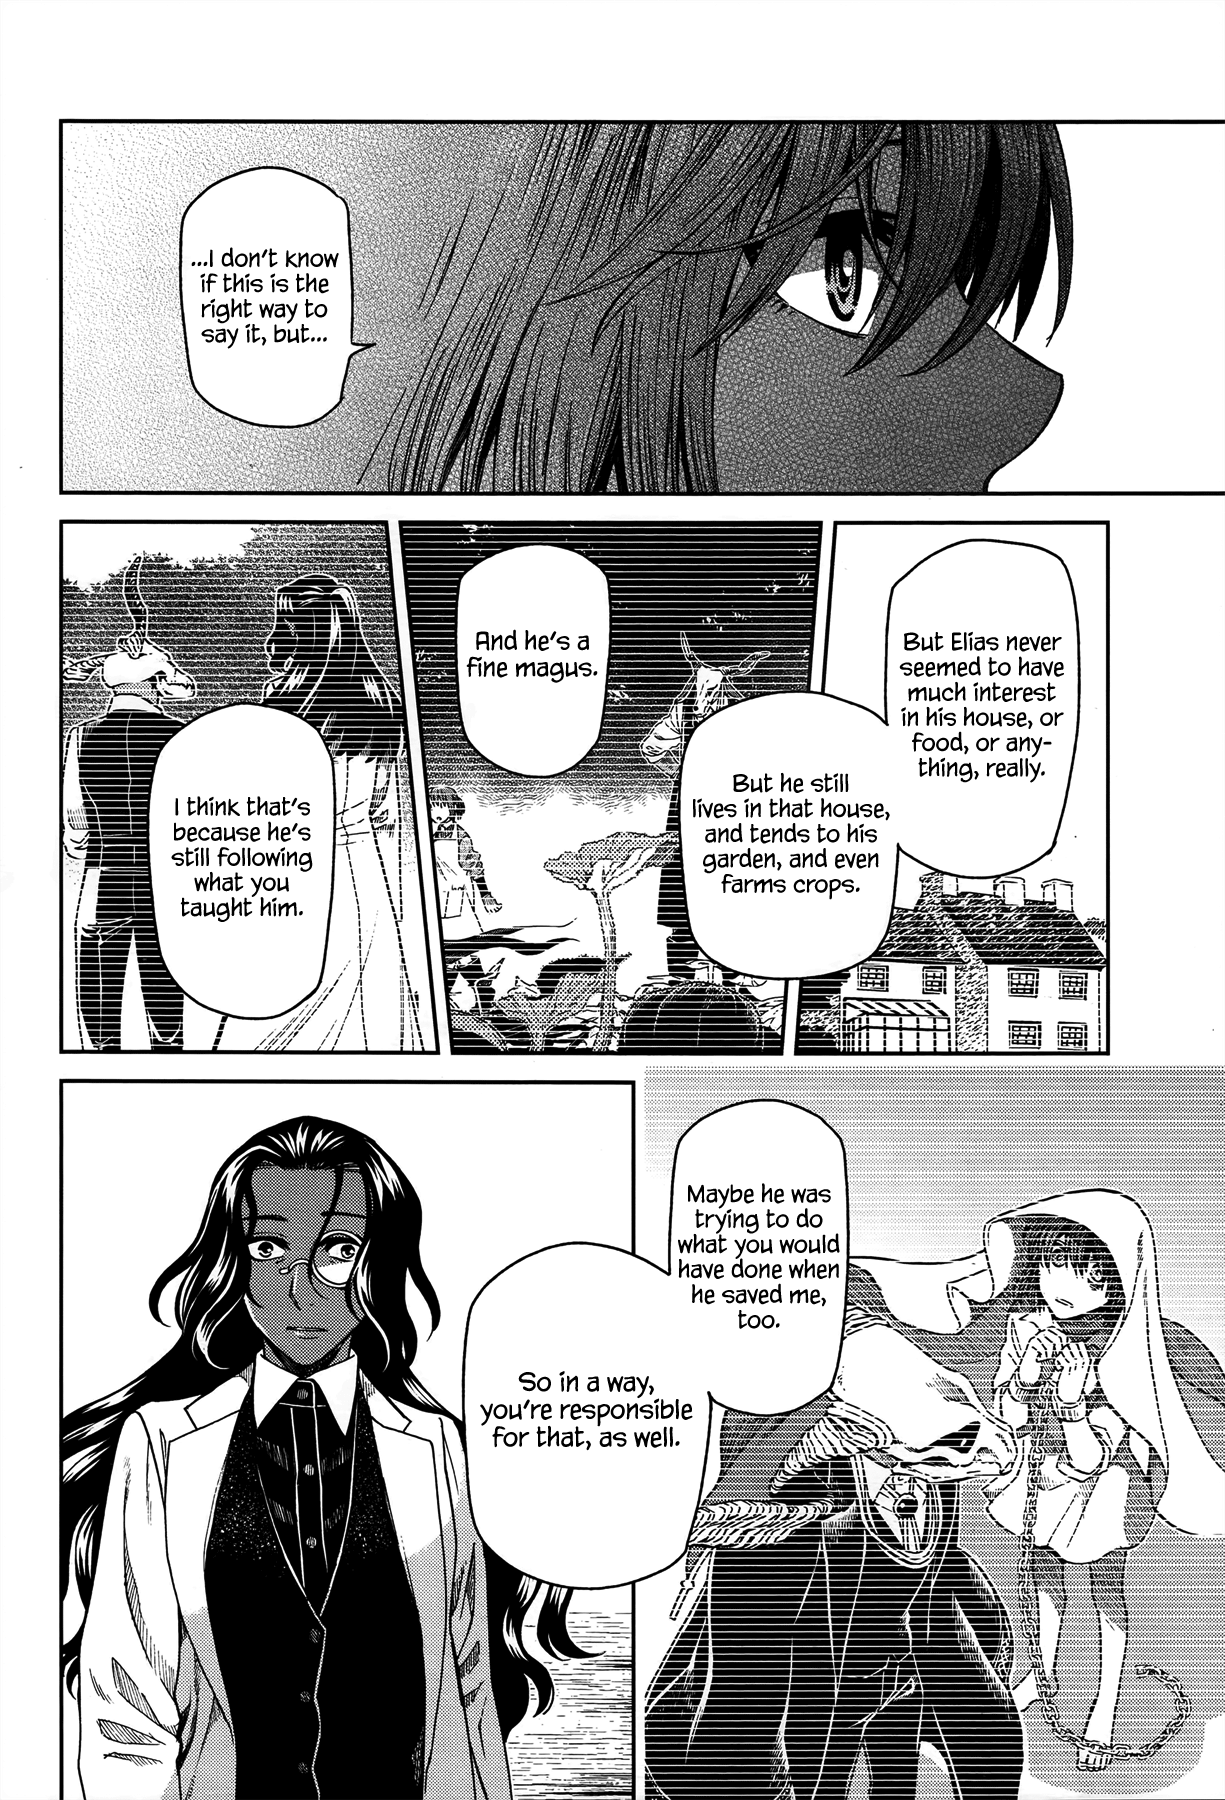 ...I don't know
if this is the
right way to
say it, but...
But Elias never
seemed to have
much interest
in his house, or
food, or any-
thing, really.
But he still
lives in that house,
and tends to his
garden, and even
farms crops.
And he's a
fine magus.
I think that's
because he's
still following
what you
taught him.
Maybe he was
trying to do
what you would
have done when
he saved me,
too.
So in a way,
you're responsible
for that, as well.